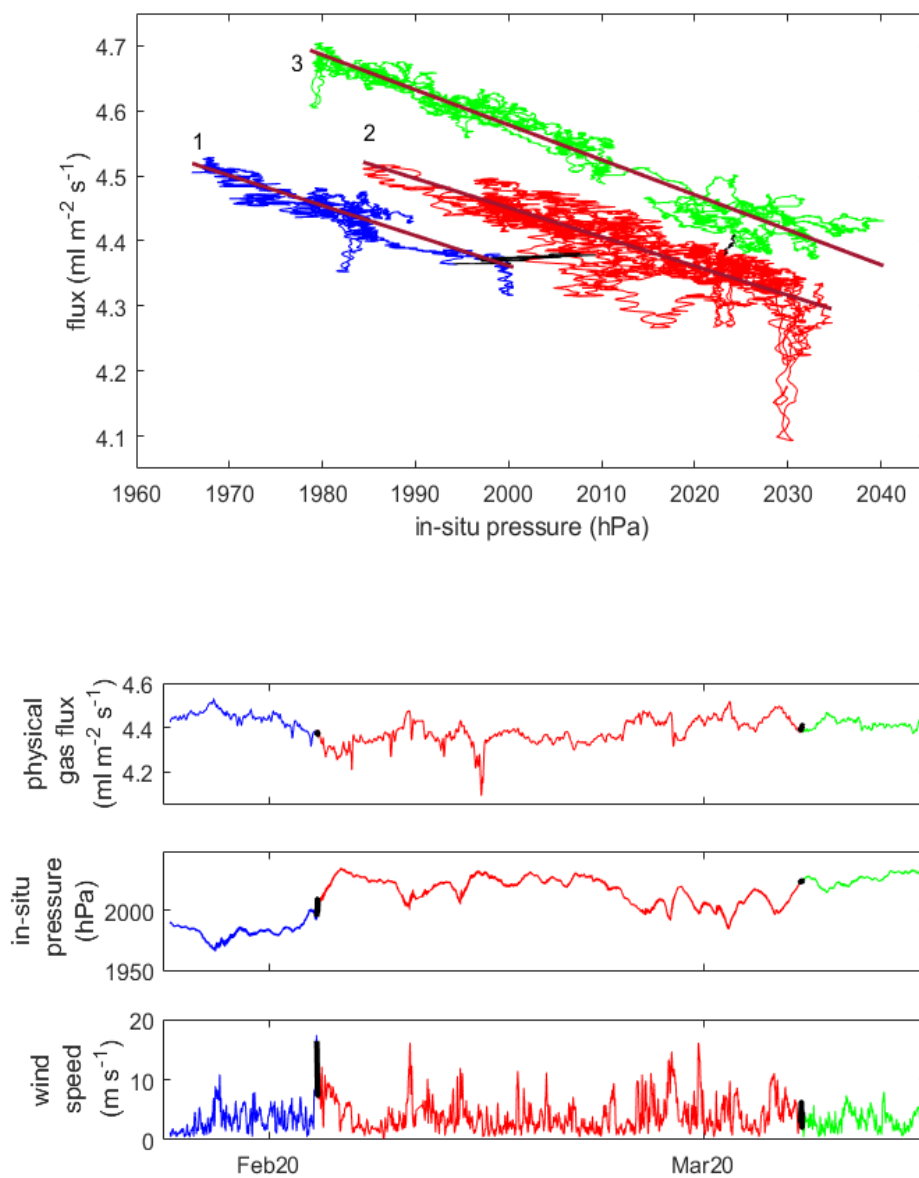 4.7
4.6
4.5
4.4
4.3
4.2
4.1
flux (ml m⁻² s⁻¹)
3
1
2
1960 1970 1980 1990 2000 2010 2020 2030 2040
in-situ pressure (hPa)
physical
gas flux
(ml m⁻² s⁻¹)
4.6
4.4
4.2
in-situ
pressure
(hPa)
2000
1950
wind
speed
(m s⁻¹)
20
10
0
Feb20 Mar20